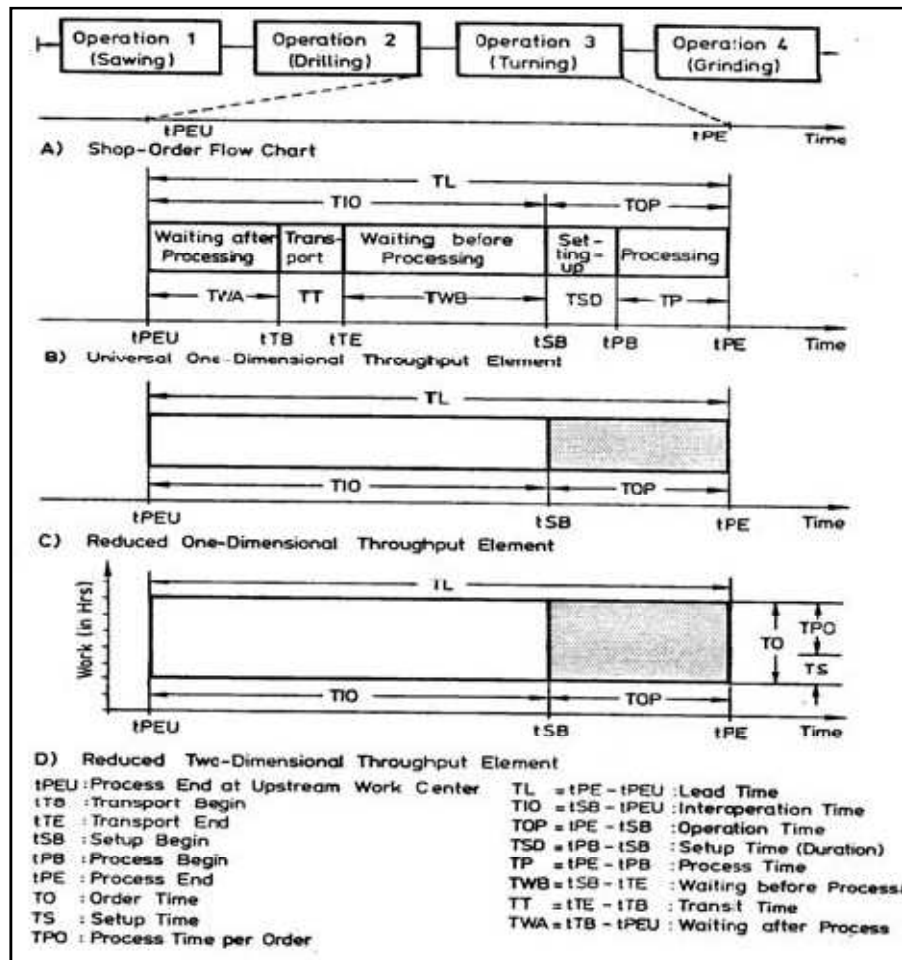 Operation 1 Operation 2 Operation 3 Operation 4
(Sawing) (Drilling) (Turning) (Grinding)
tPEU tPE Time
A) Shop-Order Flow Chart
TL
TIO TOP
Waiting after Trans- Waiting before Set- Processing
Processing port Processing ting-
up
TWA TT TWB TSD TP
tPEU tTB tTE tSB tPB tPE Time
B) Universal One-Dimensional Throughput Element
TL
TIO TOP
tPEU tSB tPE Time
C) Reduced One-Dimensional Throughput Element
Work (in Hrs)
TL
TO TPO
TS
TIO TOP
tPEU tSB tPE Time
D) Reduced Two-Dimensional Throughput Element
tPEU : Process End at Upstream Work Center
tTB : Transport Begin
tTE : Transport End
tSB : Setup Begin
tPB : Process Begin
tPE : Process End
TO : Order Time
TS : Setup Time
TPO : Process Time per Order
TL = tPE - tPEU : Lead Time
TIO = tSB - tPEU : Interoperation Time
TOP = tPE - tSB : Operation Time
TSD = tPB - tSB : Setup Time (Duration)
TP = tPE - tPB : Process Time
TWB = tSB - tTE : Waiting before Process
TT = tTE - tTB : Transit Time
TWA = tTB - tPEU : Waiting after Process